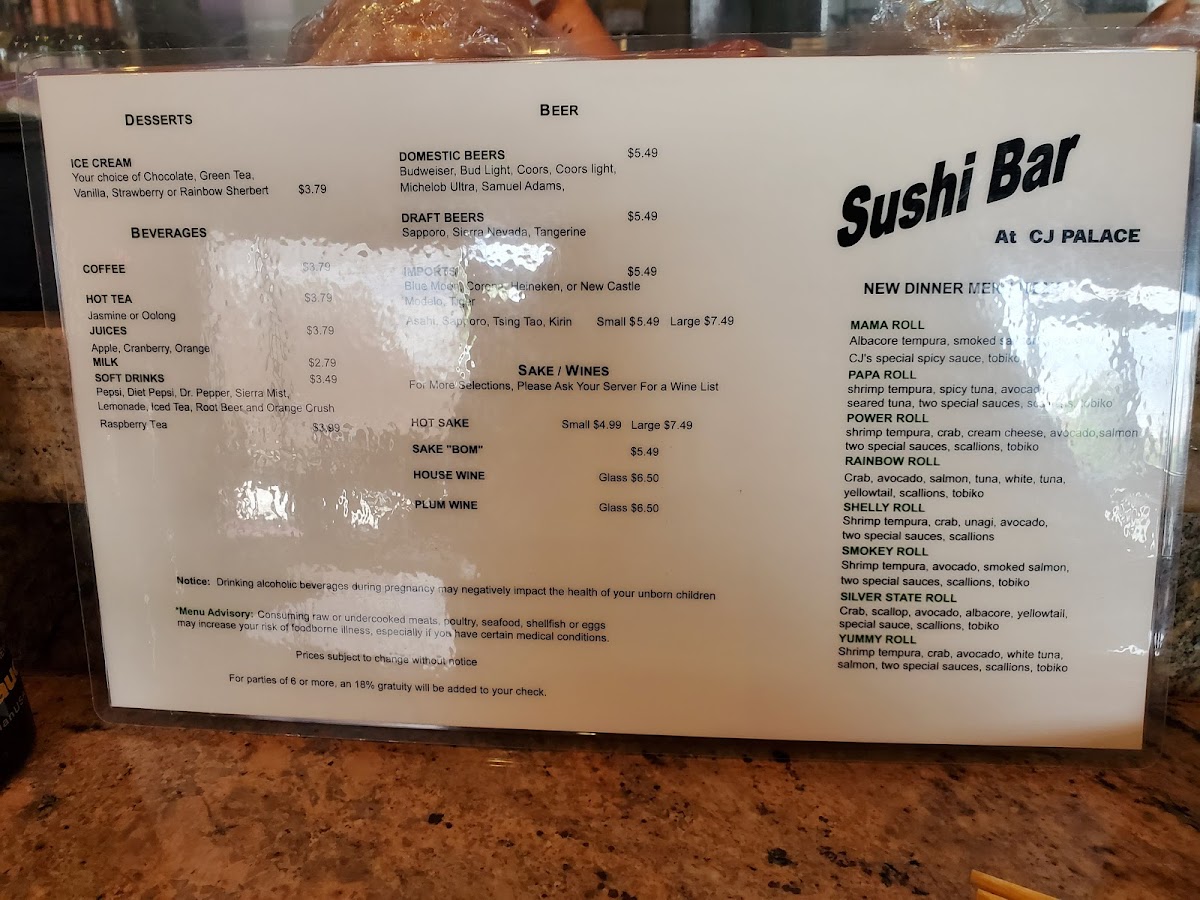 DESSERTS
ICE CREAM
Your choice of Chocolate, Green Tea,
Vanilla, Strawberry or Rainbow Sherbert $3.79
BEVERAGES
COFFEE $3.79
HOT TEA $3.79
Jasmine or Oolong
JUICES $3.79
Apple, Cranberry, Orange
MILK $2.79
SOFT DRINKS $3.49
Pepsi, Diet Pepsi, Dr. Pepper, Sierra Mist,
Lemonade, Iced Tea, Root Beer and Orange Crush
Raspberry Tea $3.99
BEER
DOMESTIC BEERS $5.49
Budweiser, Bud Light, Coors, Coors light,
Michelob Ultra, Samuel Adams,
DRAFT BEERS $5.49
Sapporo, Sierra Nevada, Tangerine
IMPORTS $5.49
Blue Moon, Corona, Heineken, or New Castle
Modelo, Tiger
Asahi, Sapporo, Tsing Tao, Kirin Small $5.49 Large $7.49
SAKE / WINES
For More Selections, Please Ask Your Server For a Wine List
HOT SAKE Small $4.99 Large $7.49
SAKE "BOM" $5.49
HOUSE WINE Glass $6.50
PLUM WINE Glass $6.50
Notice: Drinking alcoholic beverages during pregnancy may negatively impact the health of your unborn children
*Menu Advisory: Consuming raw or undercooked meats, poultry, seafood, shellfish or eggs
may increase your risk of foodborne illness, especially if you have certain medical conditions.
Prices subject to change without notice
For parties of 6 or more, an 18% gratuity will be added to your check.
Sushi Bar
At CJ PALACE
NEW DINNER
MAMA ROLL
Albacore tempura, smoked
CJ's special spicy sauce, tobiko
PAPA ROLL
shrimp tempura, spicy tuna, avocado
seared tuna, two special sauces, tobiko
POWER ROLL
shrimp tempura, crab, cream cheese, avocado,salmon
two special sauces, scallions, tobiko
RAINBOW ROLL
Crab, avocado, salmon, tuna, white, tuna,
yellowtail, scallions, tobiko
SHELLY ROLL
Shrimp tempura, crab, unagi, avocado,
two special sauces, scallions
SMOKEY ROLL
Shrimp tempura, avocado, smoked salmon,
two special sauces, scallions, tobiko
SILVER STATE ROLL
Crab, scallop, avocado, albacore, yellowtail,
special sauce, scallions, tobiko
YUMMY ROLL
Shrimp tempura, crab, avocado, white tuna,
salmon, two special sauces, scallions, tobiko